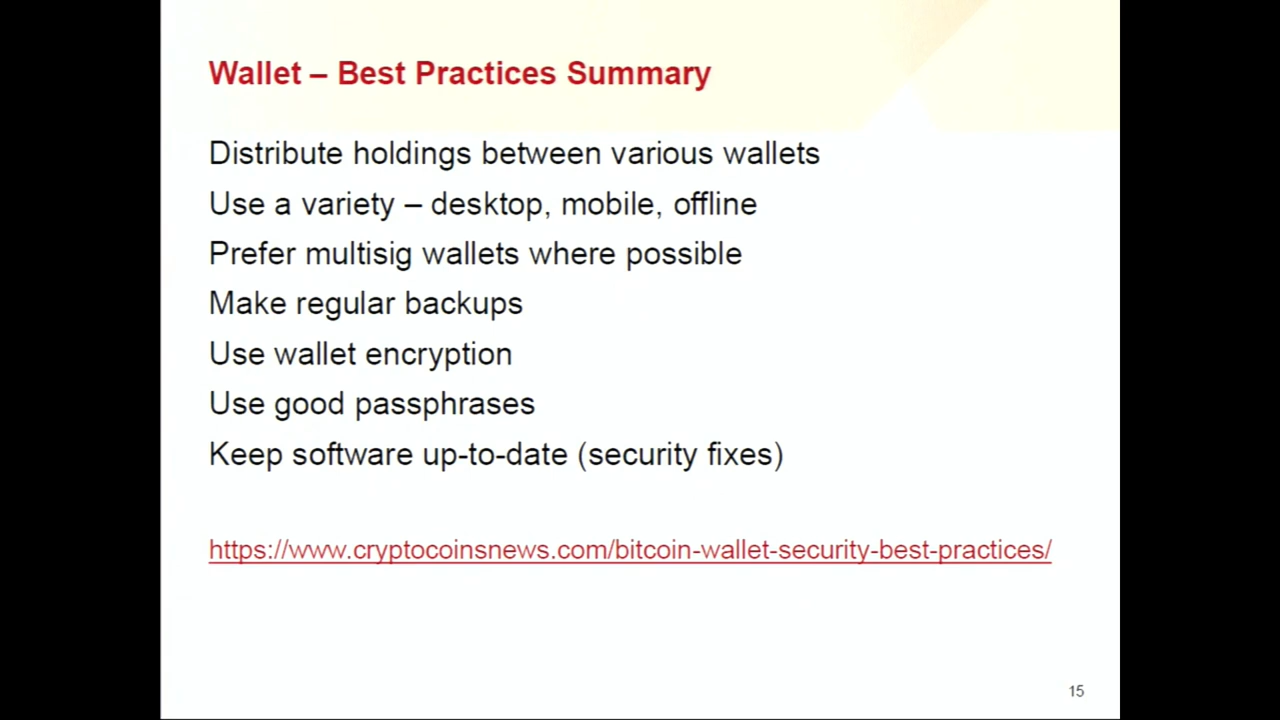 Wallet – Best Practices Summary
Distribute holdings between various wallets
Use a variety – desktop, mobile, offline
Prefer multisig wallets where possible
Make regular backups
Use wallet encryption
Use good passphrases
Keep software up-to-date (security fixes)
https://www.cryptocoinsnews.com/bitcoin-wallet-security-best-practices/
15